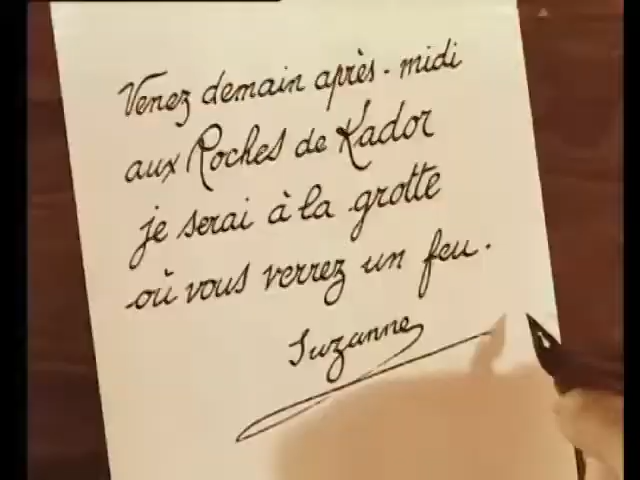 Venez demain après-midi
aux Roches de Kador
je serai à la grotte
où vous verrez un feu.
Suzanne